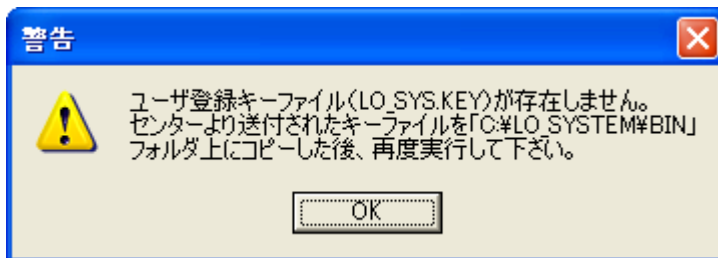 警告
ユーザ登録キーファイル(LO_SYS.KEY)が存在しません。
センターより送付されたキーファイルを「C:¥LO_SYSTEM¥BIN」
フォルダ上にコピーした後、再度実行して下さい。
OK